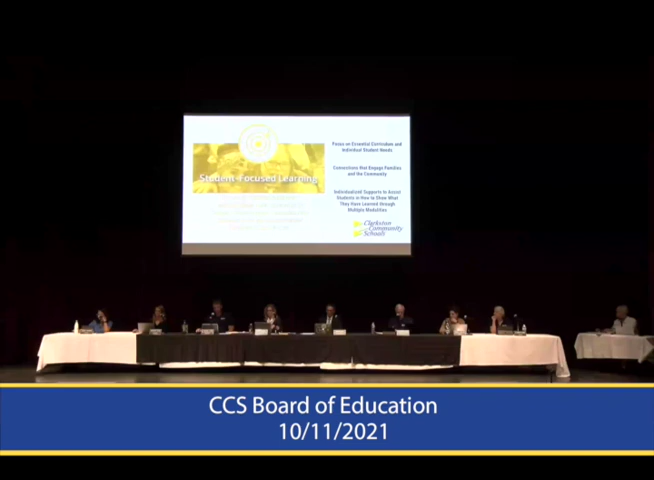 Student-Focused Learning
Focus on Essential Curriculum and
Individual Student Needs
Connections that Engage Families
and the Community
Individualized Supports to Assist
Students in How to Show What
They Have Learned through
Multiple Modalities
Clarkston
Community
Schools
CCS Board of Education
10/11/2021